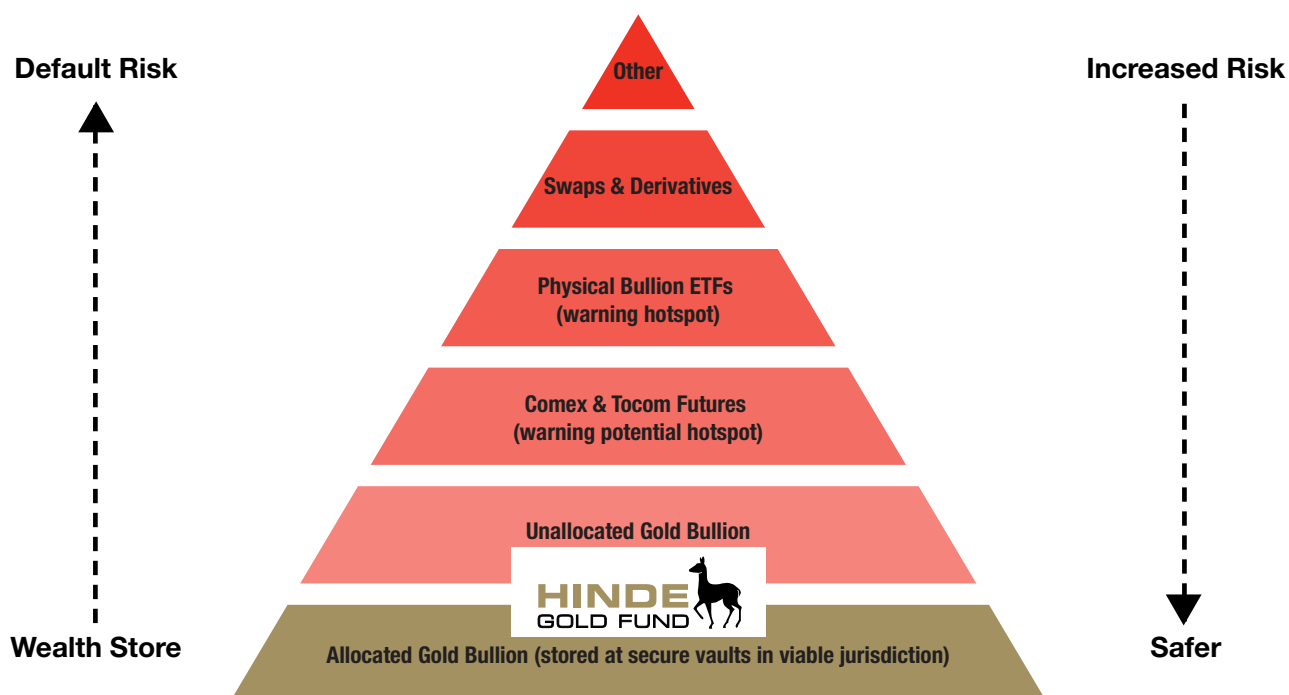 Default Risk
Increased Risk
Other
Swaps & Derivatives
Physical Bullion ETFs
(warning hotspot)
Comex & Tocom Futures
(warning potential hotspot)
Unallocated Gold Bullion
HINDE
GOLD FUND
Wealth Store
Allocated Gold Bullion (stored at secure vaults in viable jurisdiction)
Safer